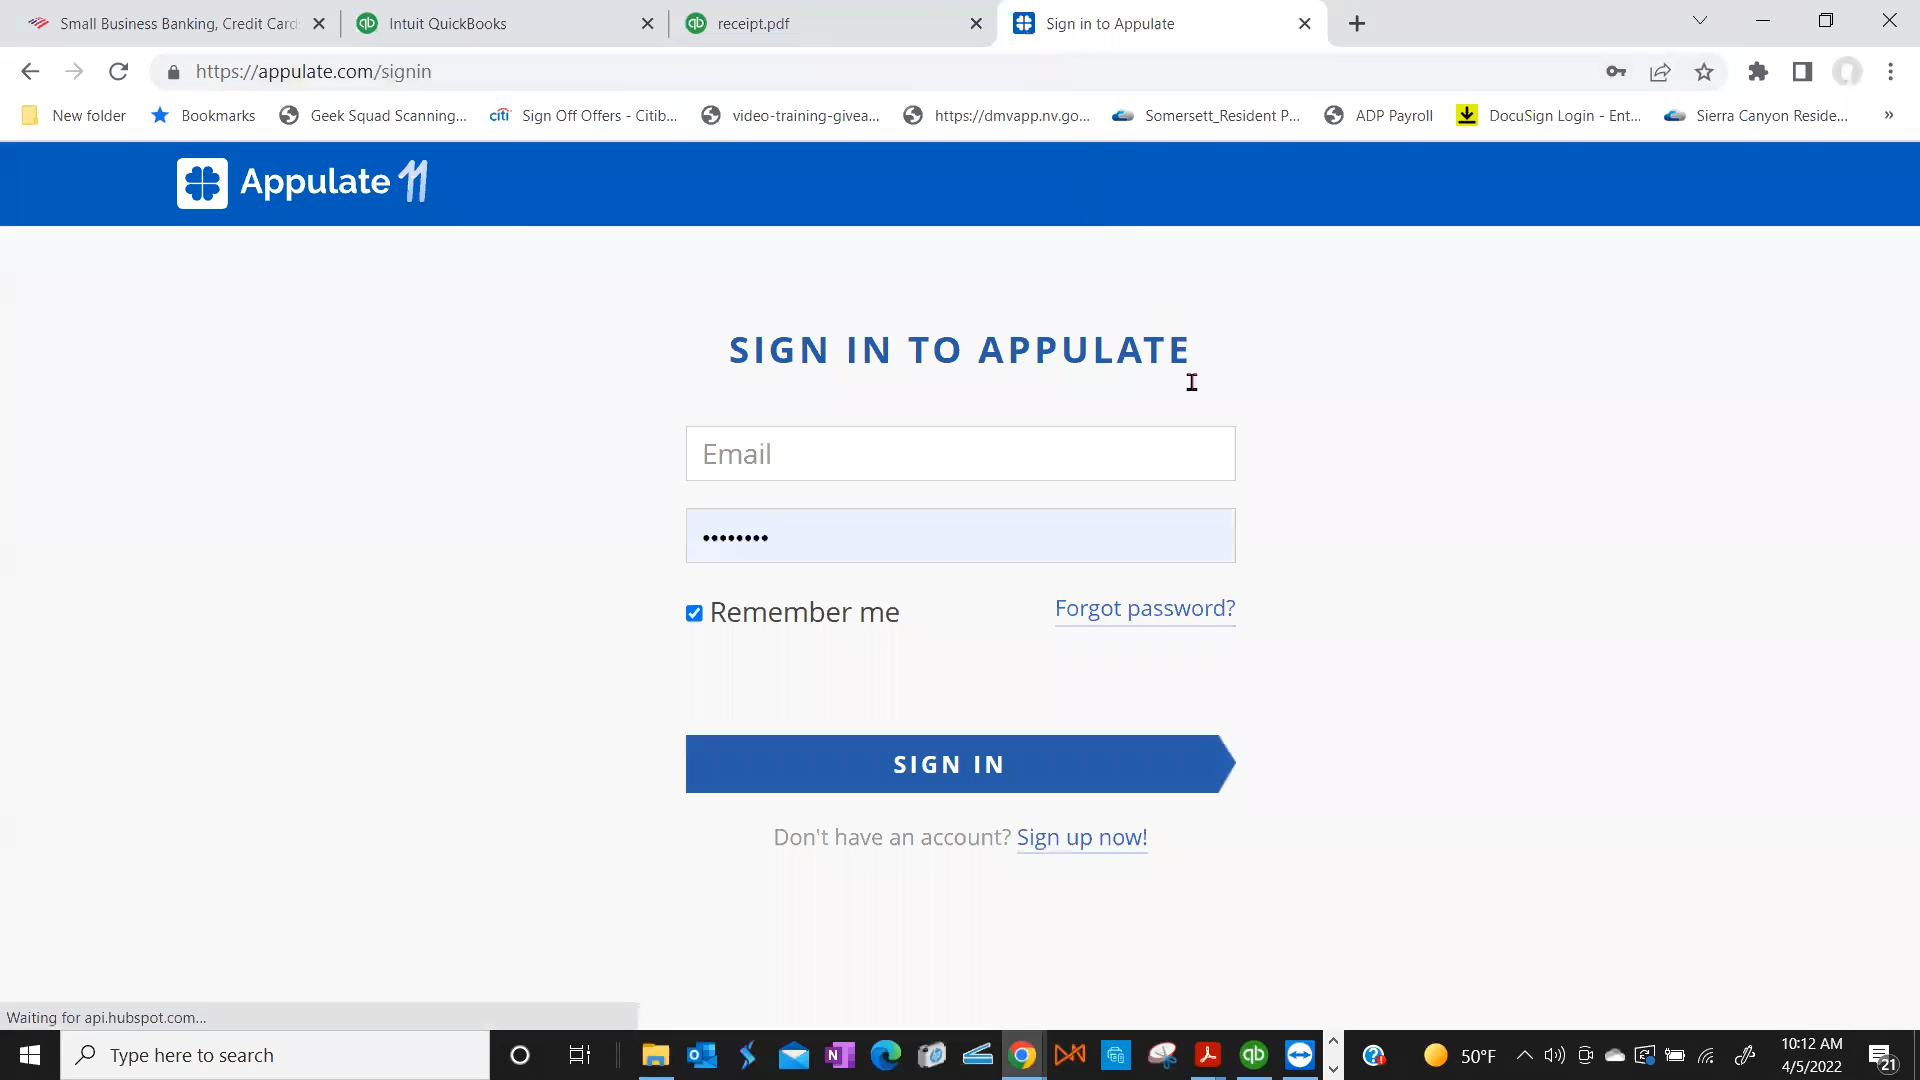 Small Business Banking, Credit Card:
Intuit QuickBooks
receipt.pdf
Sign in to Appulate
https://appulate.com/signin
New folder
Bookmarks
Geek Squad Scanning...
Sign Off Offers - Citib...
video-training-givea...
https://dmvapp.nv.go...
Somersett_Resident P...
ADP Payroll
DocuSign Login - Ent...
Sierra Canyon Reside...
»
Appulate 11
SIGN IN TO APPULATE
Email
••••••••
Remember me
Forgot password?
SIGN IN
Don't have an account? Sign up now!
Waiting for api.hubspot.com...
Type here to search
50°F
10:12 AM
4/5/2022
21